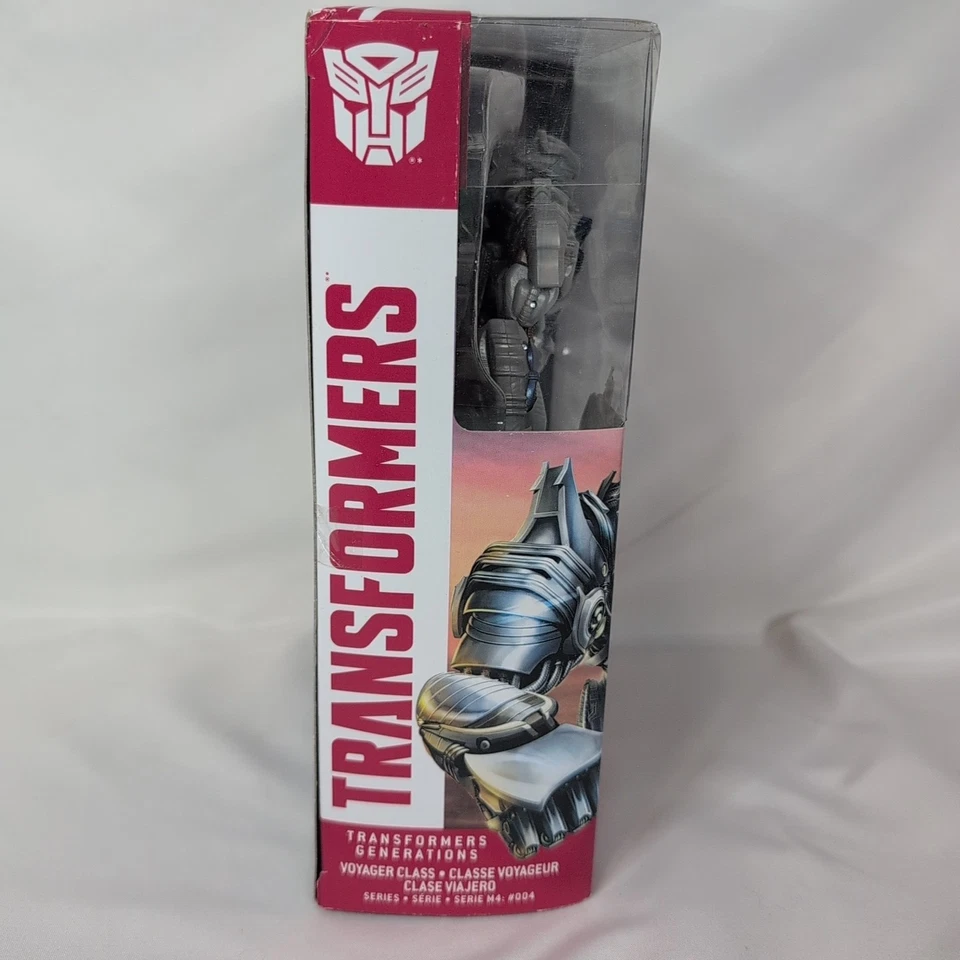 TRANSFORMERS
TRANSFORMERS
GENERATIONS
VOYAGER CLASS • CLASSE VOYAGEUR
CLASE VIAJERO
SERIES • SÉRIE • SERIE M4: #004